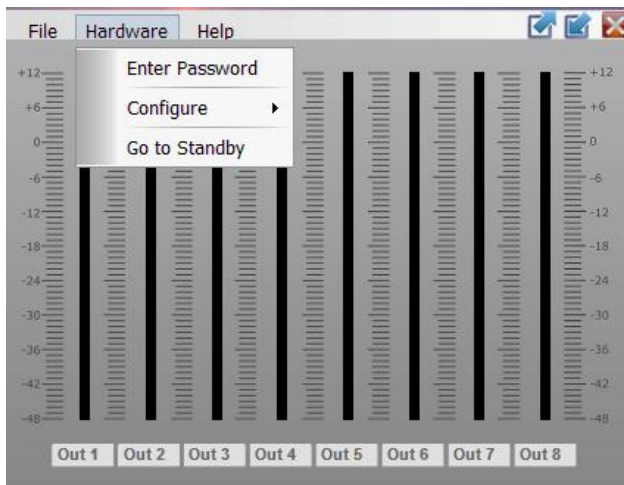 File Hardware Help
Enter Password
Configure
Go to Standby
+12 +12
+6 +6
0 0
-6 -6
-12 -12
-18 -18
-24 -24
-30 -30
-36 -36
-42 -42
-48 -48
Out 1 Out 2 Out 3 Out 4 Out 5 Out 6 Out 7 Out 8